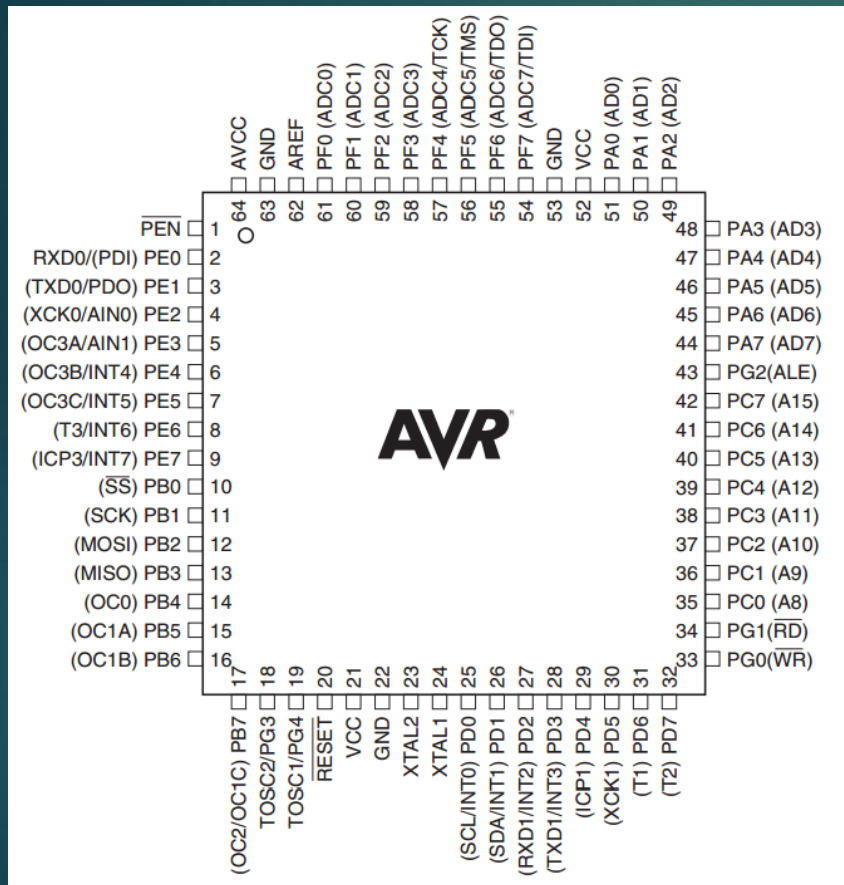 AVCC
GND
AREF
PF0 (ADC0)
PF1 (ADC1)
PF2 (ADC2)
PF3 (ADC3)
PF4 (ADC4/TCK)
PF5 (ADC5/TMS)
PF6 (ADC6/TDO)
PF7 (ADC7/TDI)
GND
VCC
PA0 (AD0)
PA1 (AD1)
PA2 (AD2)
64
63
62
61
60
59
58
57
56
55
54
53
52
51
50
49
PEN 1
RXD0/(PDI) PE0 2
(TXD0/PDO) PE1 3
(XCK0/AIN0) PE2 4
(OC3A/AIN1) PE3 5
(OC3B/INT4) PE4 6
(OC3C/INT5) PE5 7
(T3/INT6) PE6 8
(ICP3/INT7) PE7 9
(SS) PB0 10
(SCK) PB1 11
(MOSI) PB2 12
(MISO) PB3 13
(OC0) PB4 14
(OC1A) PB5 15
(OC1B) PB6 16
AVR
48 PA3 (AD3)
47 PA4 (AD4)
46 PA5 (AD5)
45 PA6 (AD6)
44 PA7 (AD7)
43 PG2(ALE)
42 PC7 (A15)
41 PC6 (A14)
40 PC5 (A13)
39 PC4 (A12)
38 PC3 (A11)
37 PC2 (A10)
36 PC1 (A9)
35 PC0 (A8)
34 PG1(RD)
33 PG0(WR)
17
18
19
20
21
22
23
24
25
26
27
28
29
30
31
32
(OC2/OC1C) PB7
TOSC2/PG3
TOSC1/PG4
RESET
VCC
GND
XTAL2
XTAL1
(SCL/INT0) PD0
(SDA/INT1) PD1
(RXD1/INT2) PD2
(TXD1/INT3) PD3
(ICP1) PD4
(XCK1) PD5
(T1) PD6
(T2) PD7